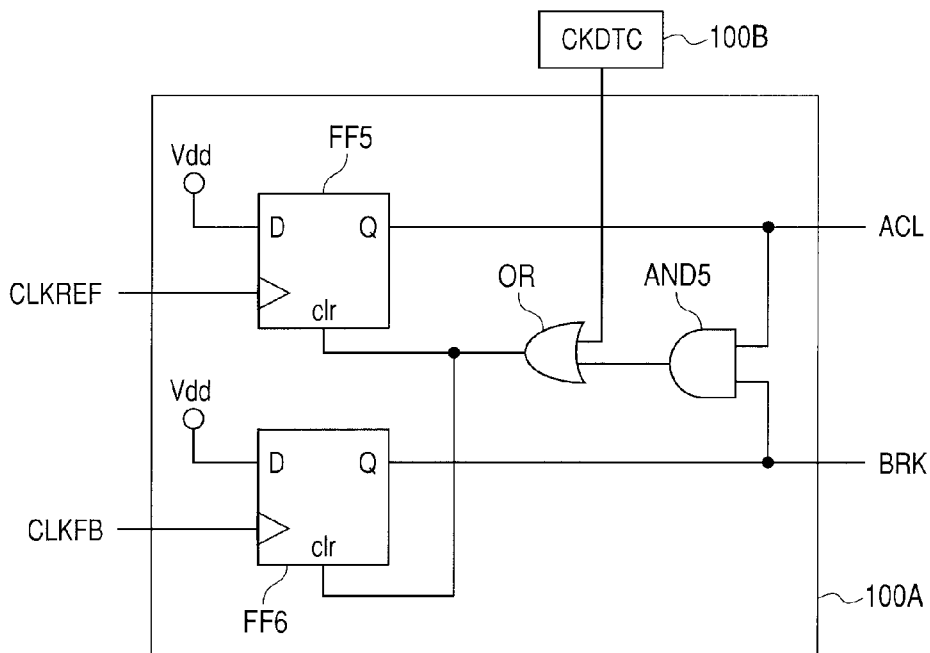 CKDTC
100B
FF5
Vdd
D
Q
ACL
CLKREF
clr
OR
AND5
Vdd
D
Q
BRK
CLKFB
clr
FF6
100A